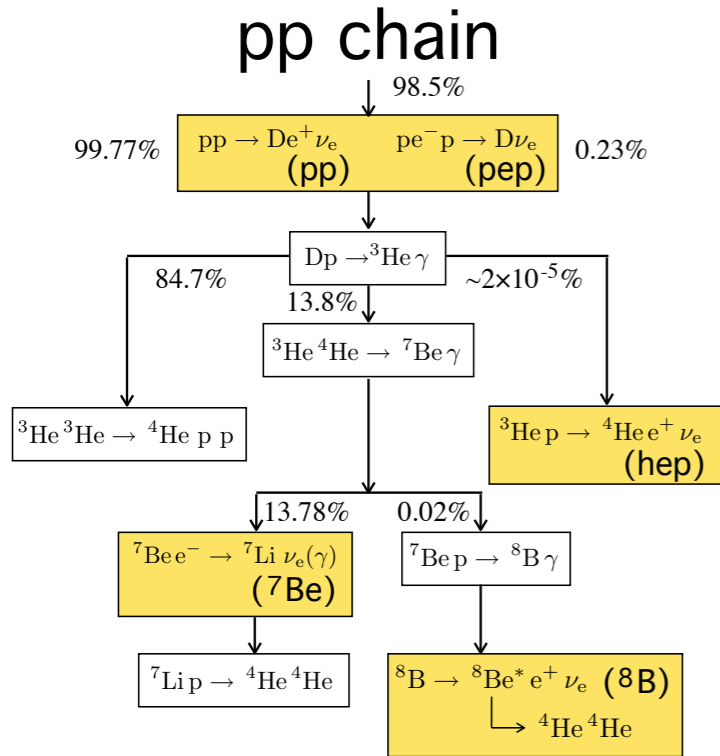 pp chain
98.5%
99.77% pp → De⁺ νₑ pe⁻ p → Dνₑ 0.23%
(pp) (pep)
Dp → ³He γ
84.7% ~2×10⁻⁵%
13.8%
³He ⁴He → ⁷Be γ
³He ³He → ⁴He p p ³He p → ⁴He e⁺ νₑ
(hep)
13.78% 0.02%
⁷Be e⁻ → ⁷Li νₑ(γ) ⁷Be p → ⁸B γ
(⁷Be)
⁷Li p → ⁴He ⁴He ⁸B → ⁸Be* e⁺ νₑ (⁸B)
⁴He ⁴He